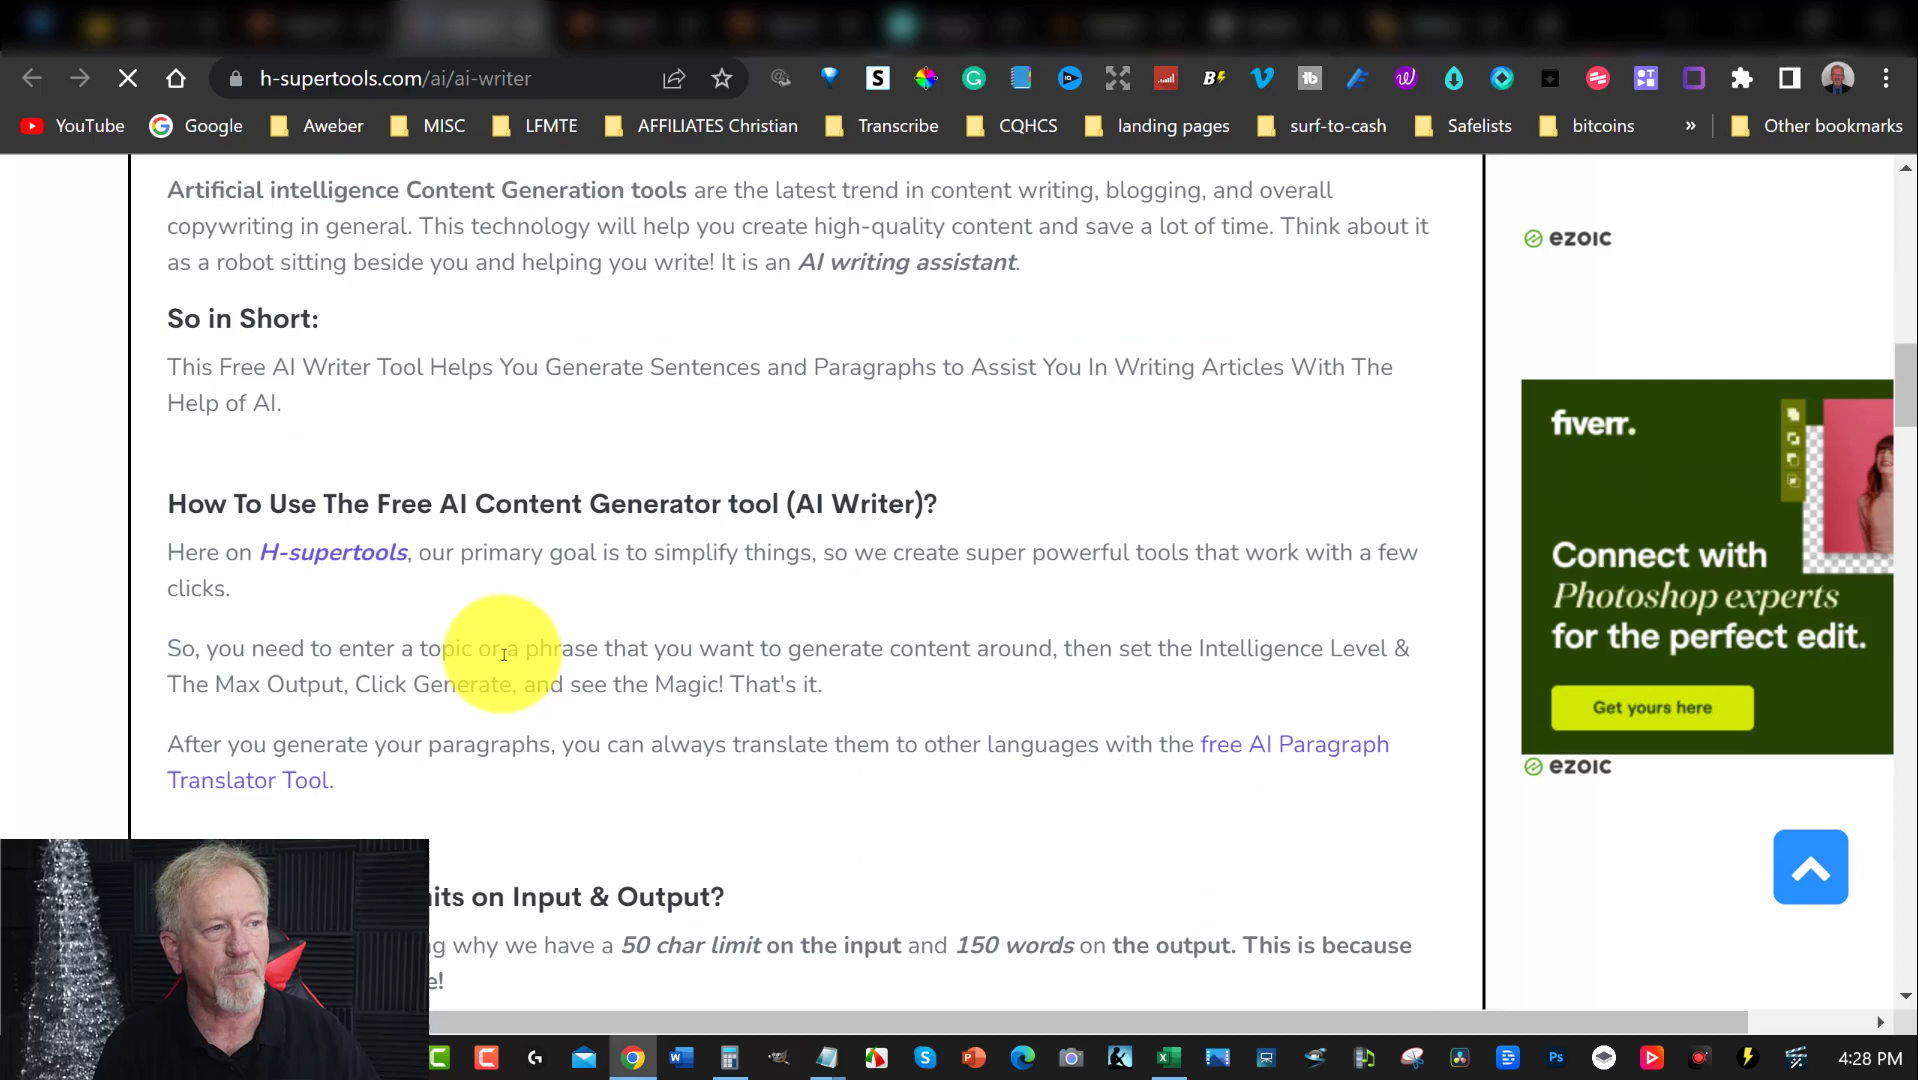 h-supertools.com/ai/ai-writer
YouTube Google Aweber MISC LFMTE AFFILIATES Christian Transcribe CQHCS landing pages surf-to-cash Safelists bitcoins » Other bookmarks
Artificial intelligence Content Generation tools are the latest trend in content writing, blogging, and overall
copywriting in general. This technology will help you create high-quality content and save a lot of time. Think about it
as a robot sitting beside you and helping you write! It is an AI writing assistant.
So in Short:
This Free AI Writer Tool Helps You Generate Sentences and Paragraphs to Assist You In Writing Articles With The
Help of AI.
How To Use The Free AI Content Generator tool (AI Writer)?
Here on H-supertools, our primary goal is to simplify things, so we create super powerful tools that work with a few
clicks.
So, you need to enter a topic or a phrase that you want to generate content around, then set the Intelligence Level &
The Max Output, Click Generate, and see the Magic! That's it.
After you generate your paragraphs, you can always translate them to other languages with the free AI Paragraph
Translator Tool.
its on Input & Output?
g why we have a 50 char limit on the input and 150 words on the output. This is because
e!
ezoic
fiverr.
Connect with
Photoshop experts
for the perfect edit.
Get yours here
ezoic
4:28 PM